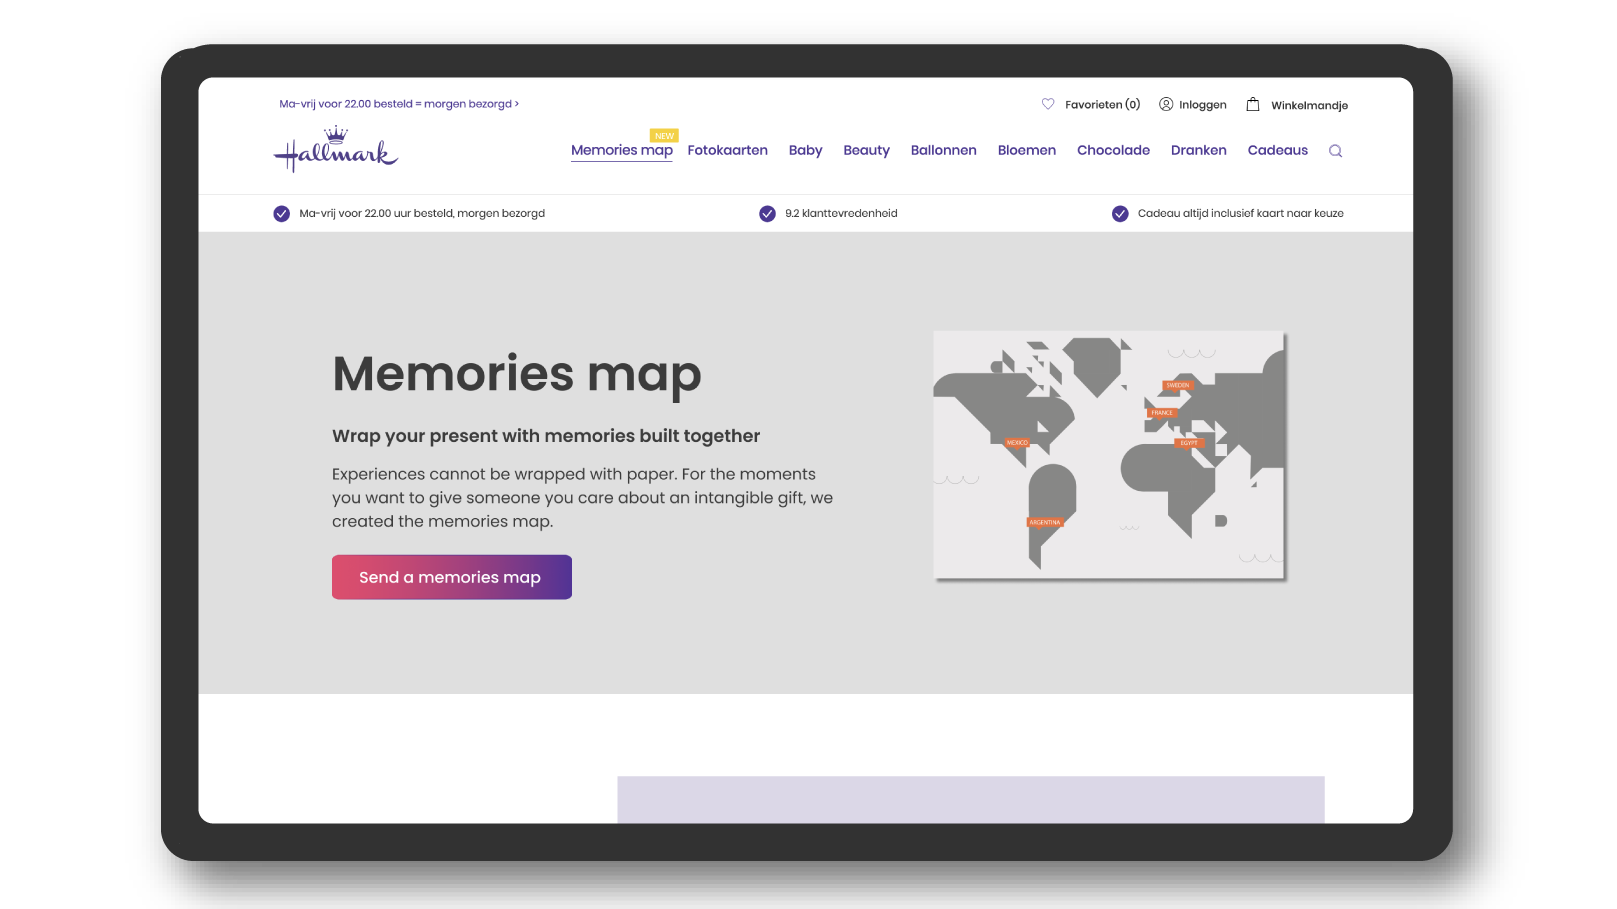 Ma-vrij voor 22.00 besteld = morgen bezorgd >
Favorieten (0) Inloggen Winkelmandje
Hallmark
NEW
Memories map Fotokaarten Baby Beauty Ballonnen Bloemen Chocolade Dranken Cadeaus
Ma-vrij voor 22.00 uur besteld, morgen bezorgd
9.2 klanttevredenheid
Cadeau altijd inclusief kaart naar keuze
Memories map
Wrap your present with memories built together
Experiences cannot be wrapped with paper. For the moments
you want to give someone you care about an intangible gift, we
created the memories map.
Send a memories map
SWEDEN
FRANCE
MEXICO
EGYPT
ARGENTINA